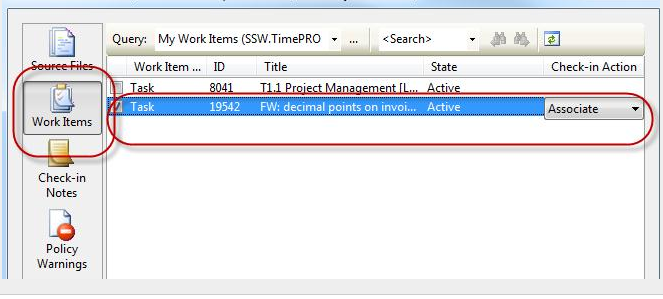 Query: My Work Items (SSW.TimePRO ... <Search>
Source Files
Work Item ... ID Title State Check-in Action
Task 8041 T1.1 Project Management [L... Active
Work Items
Task 19542 FW: decimal points on invoi... Active Associate
Check-in
Notes
Policy
Warnings